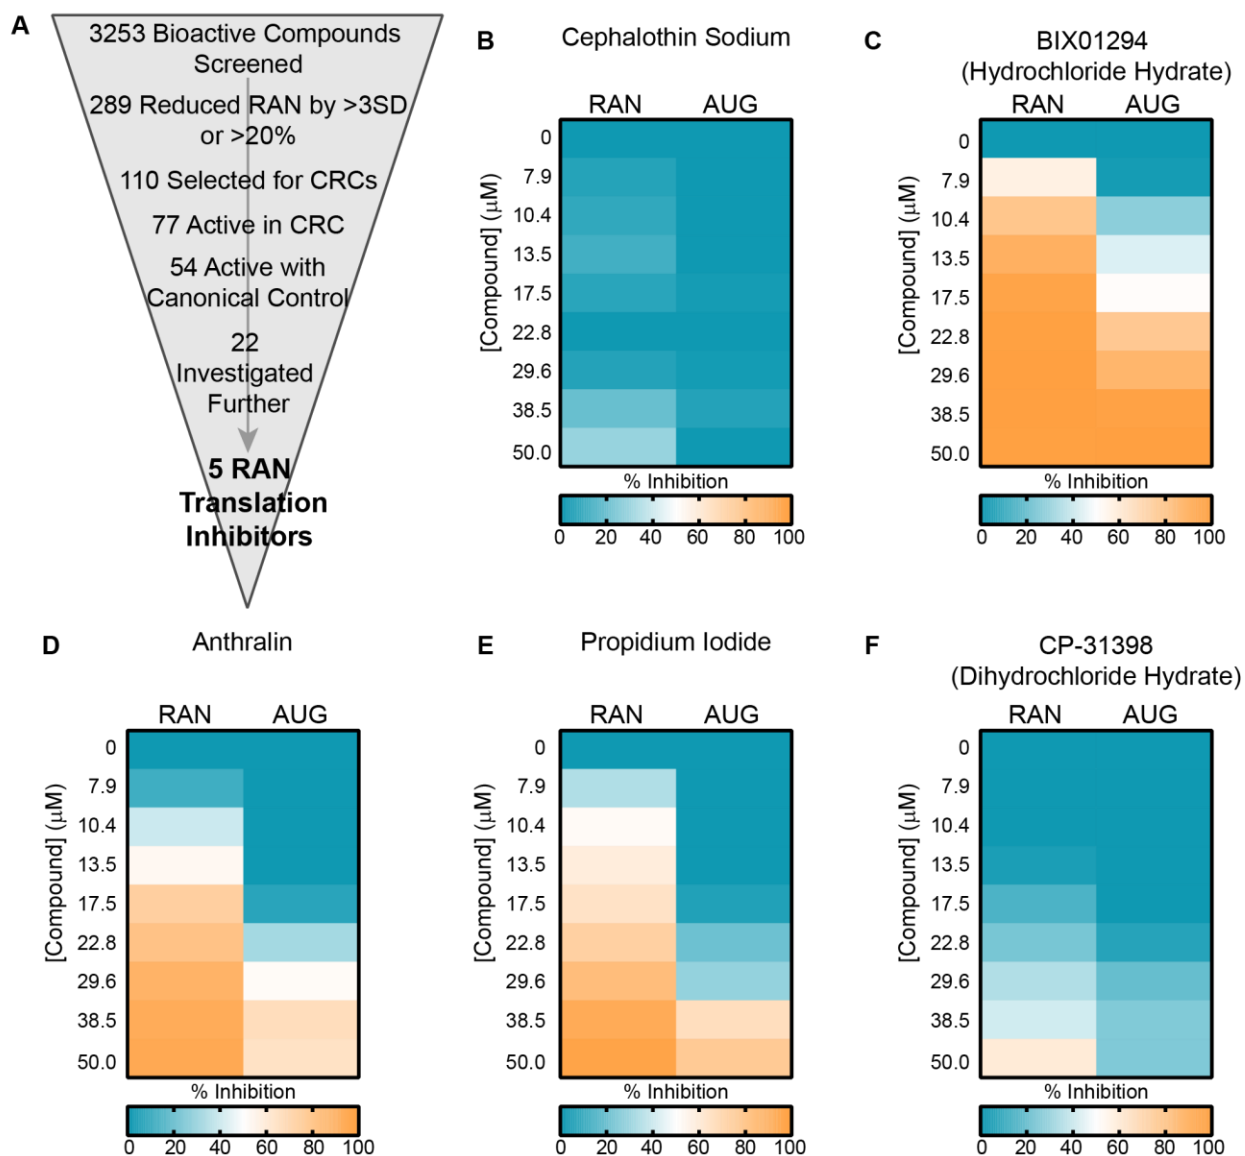 A
3253 Bioactive Compounds
Screened
289 Reduced RAN by >3SD
or >20%
110 Selected for CRCs
77 Active in CRC
54 Active with
Canonical Control
22
Investigated
Further
5 RAN
Translation
Inhibitors
B
Cephalothin Sodium
RAN AUG
[Compound] (μM)
0
7.9
10.4
13.5
17.5
22.8
29.6
38.5
50.0
% Inhibition
0 20 40 60 80 100
C
BIX01294
(Hydrochloride Hydrate)
RAN AUG
[Compound] (μM)
0
7.9
10.4
13.5
17.5
22.8
29.6
38.5
50.0
% Inhibition
0 20 40 60 80 100
D
Anthralin
RAN AUG
[Compound] (μM)
0
7.9
10.4
13.5
17.5
22.8
29.6
38.5
50.0
% Inhibition
0 20 40 60 80 100
E
Propidium Iodide
RAN AUG
[Compound] (μM)
0
7.9
10.4
13.5
17.5
22.8
29.6
38.5
50.0
% Inhibition
0 20 40 60 80 100
F
CP-31398
(Dihydrochloride Hydrate)
RAN AUG
[Compound] (μM)
0
7.9
10.4
13.5
17.5
22.8
29.6
38.5
50.0
% Inhibition
0 20 40 60 80 100